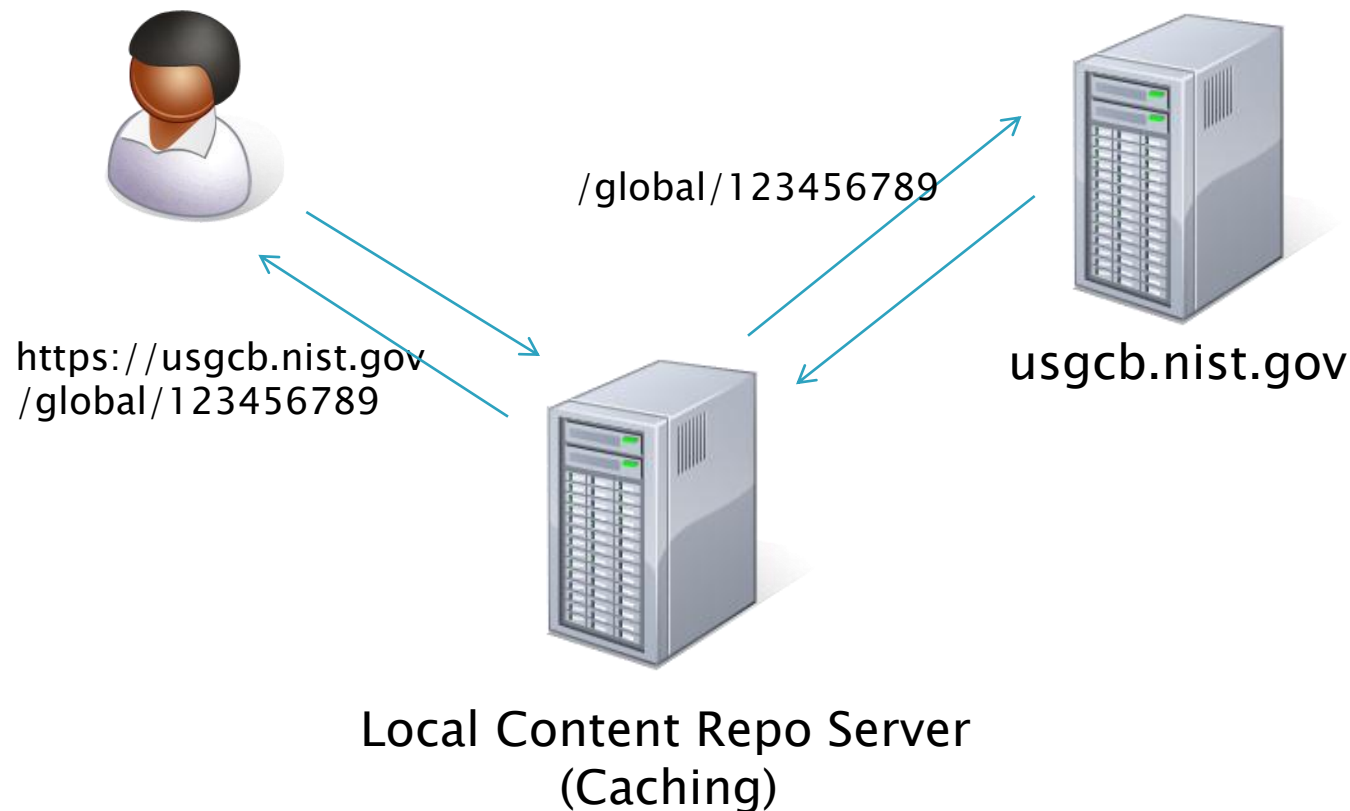 /global/123456789
https://usgcb.nist.gov
/global/123456789
usgcb.nist.gov
Local Content Repo Server
(Caching)